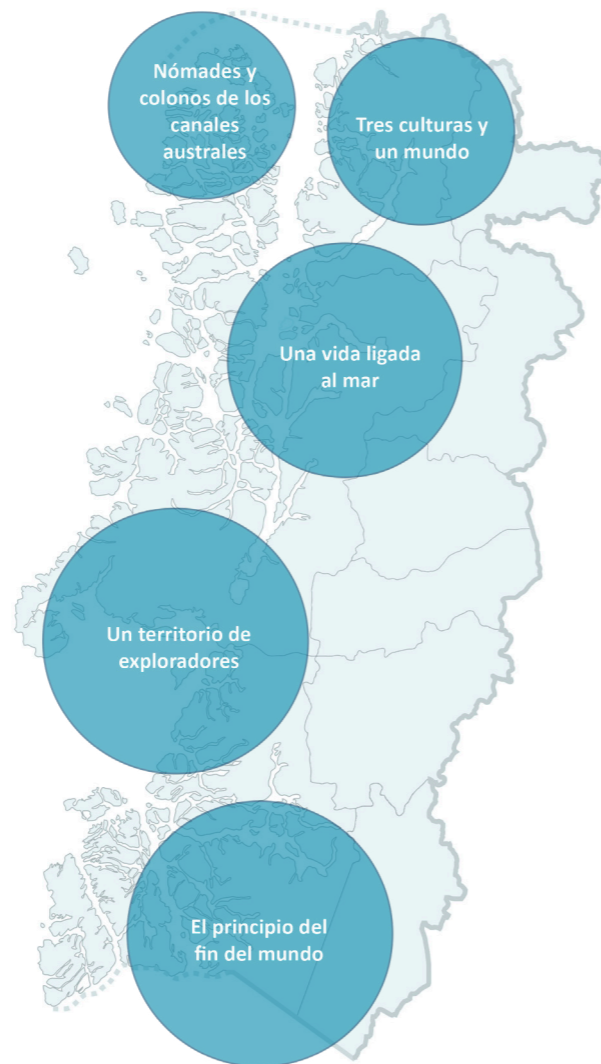 Nómades y
colonos de los
canales
australes
Tres culturas y
un mundo
Una vida ligada
al mar
Un territorio de
exploradores
El principio del
fin del mundo